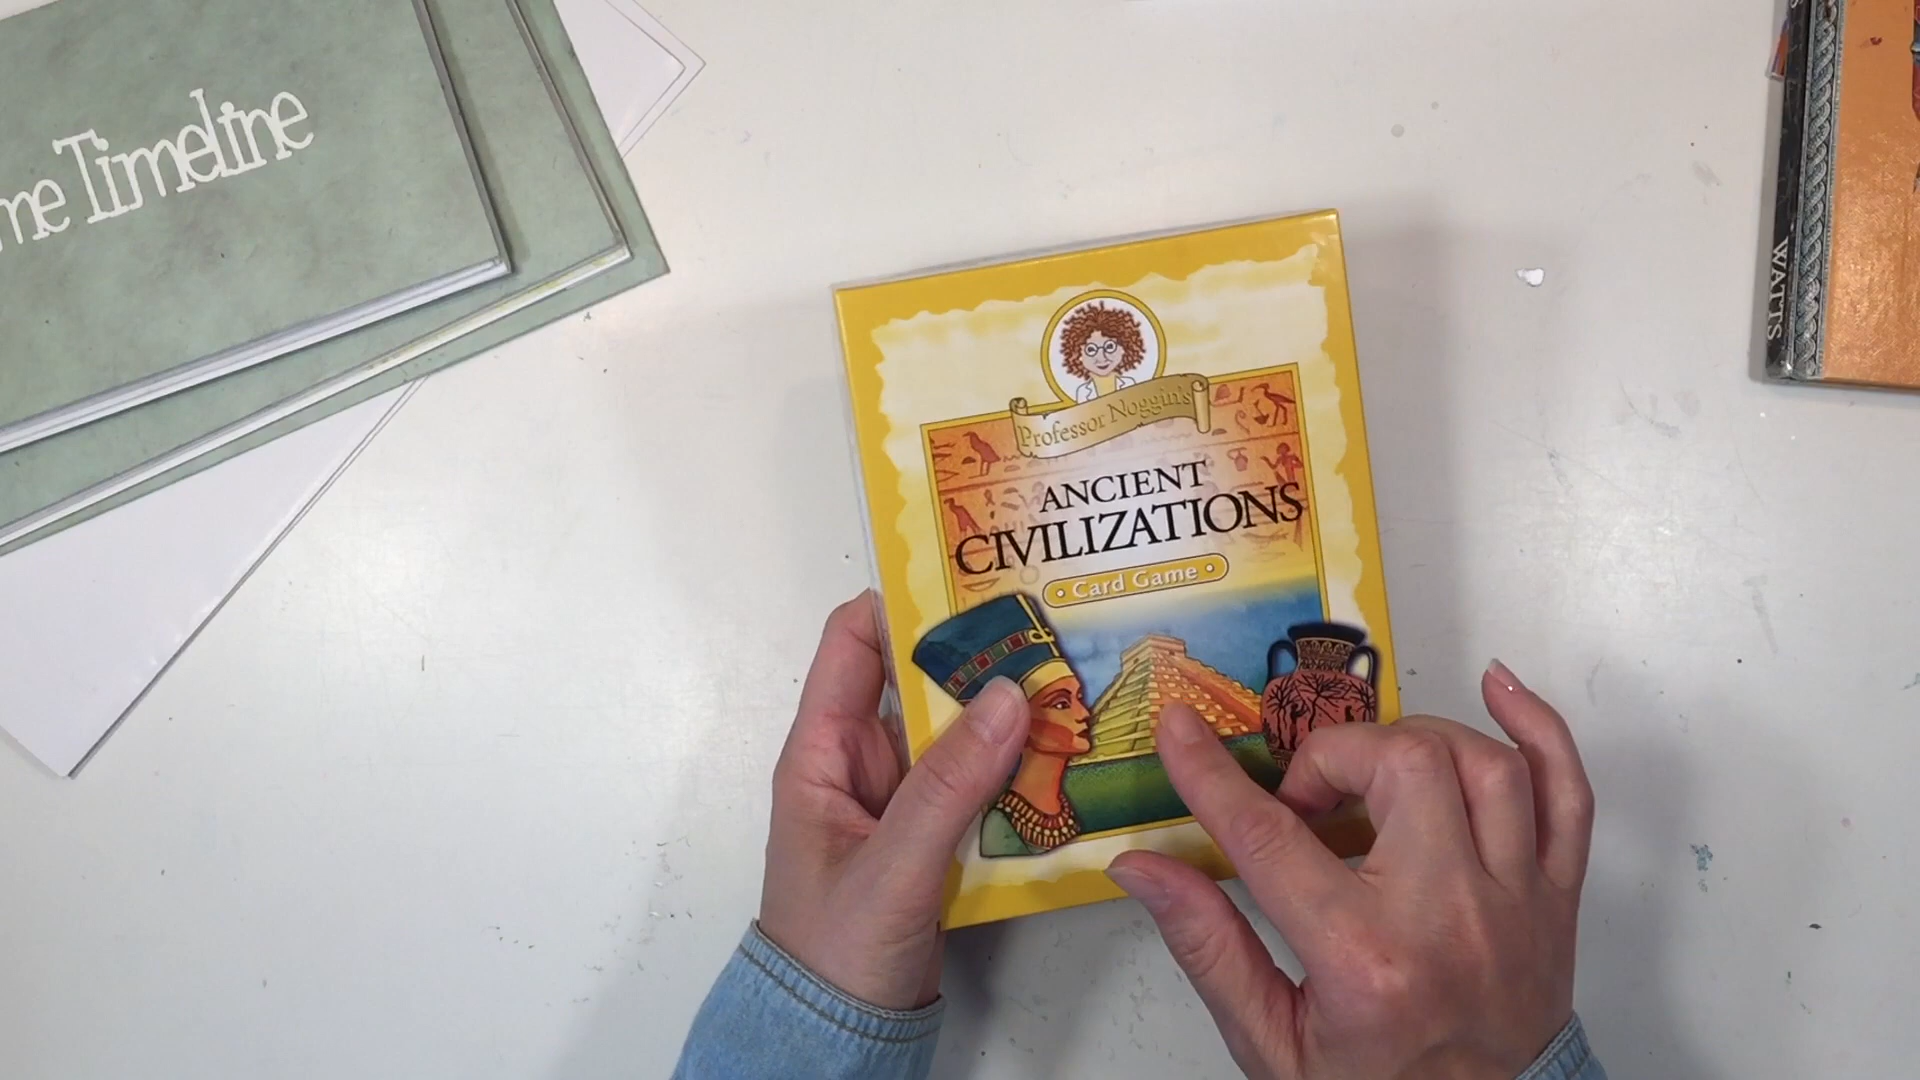 me Timeline
Professor Noggin's
ANCIENT
CIVILIZATIONS
• Card Game •
WATTS